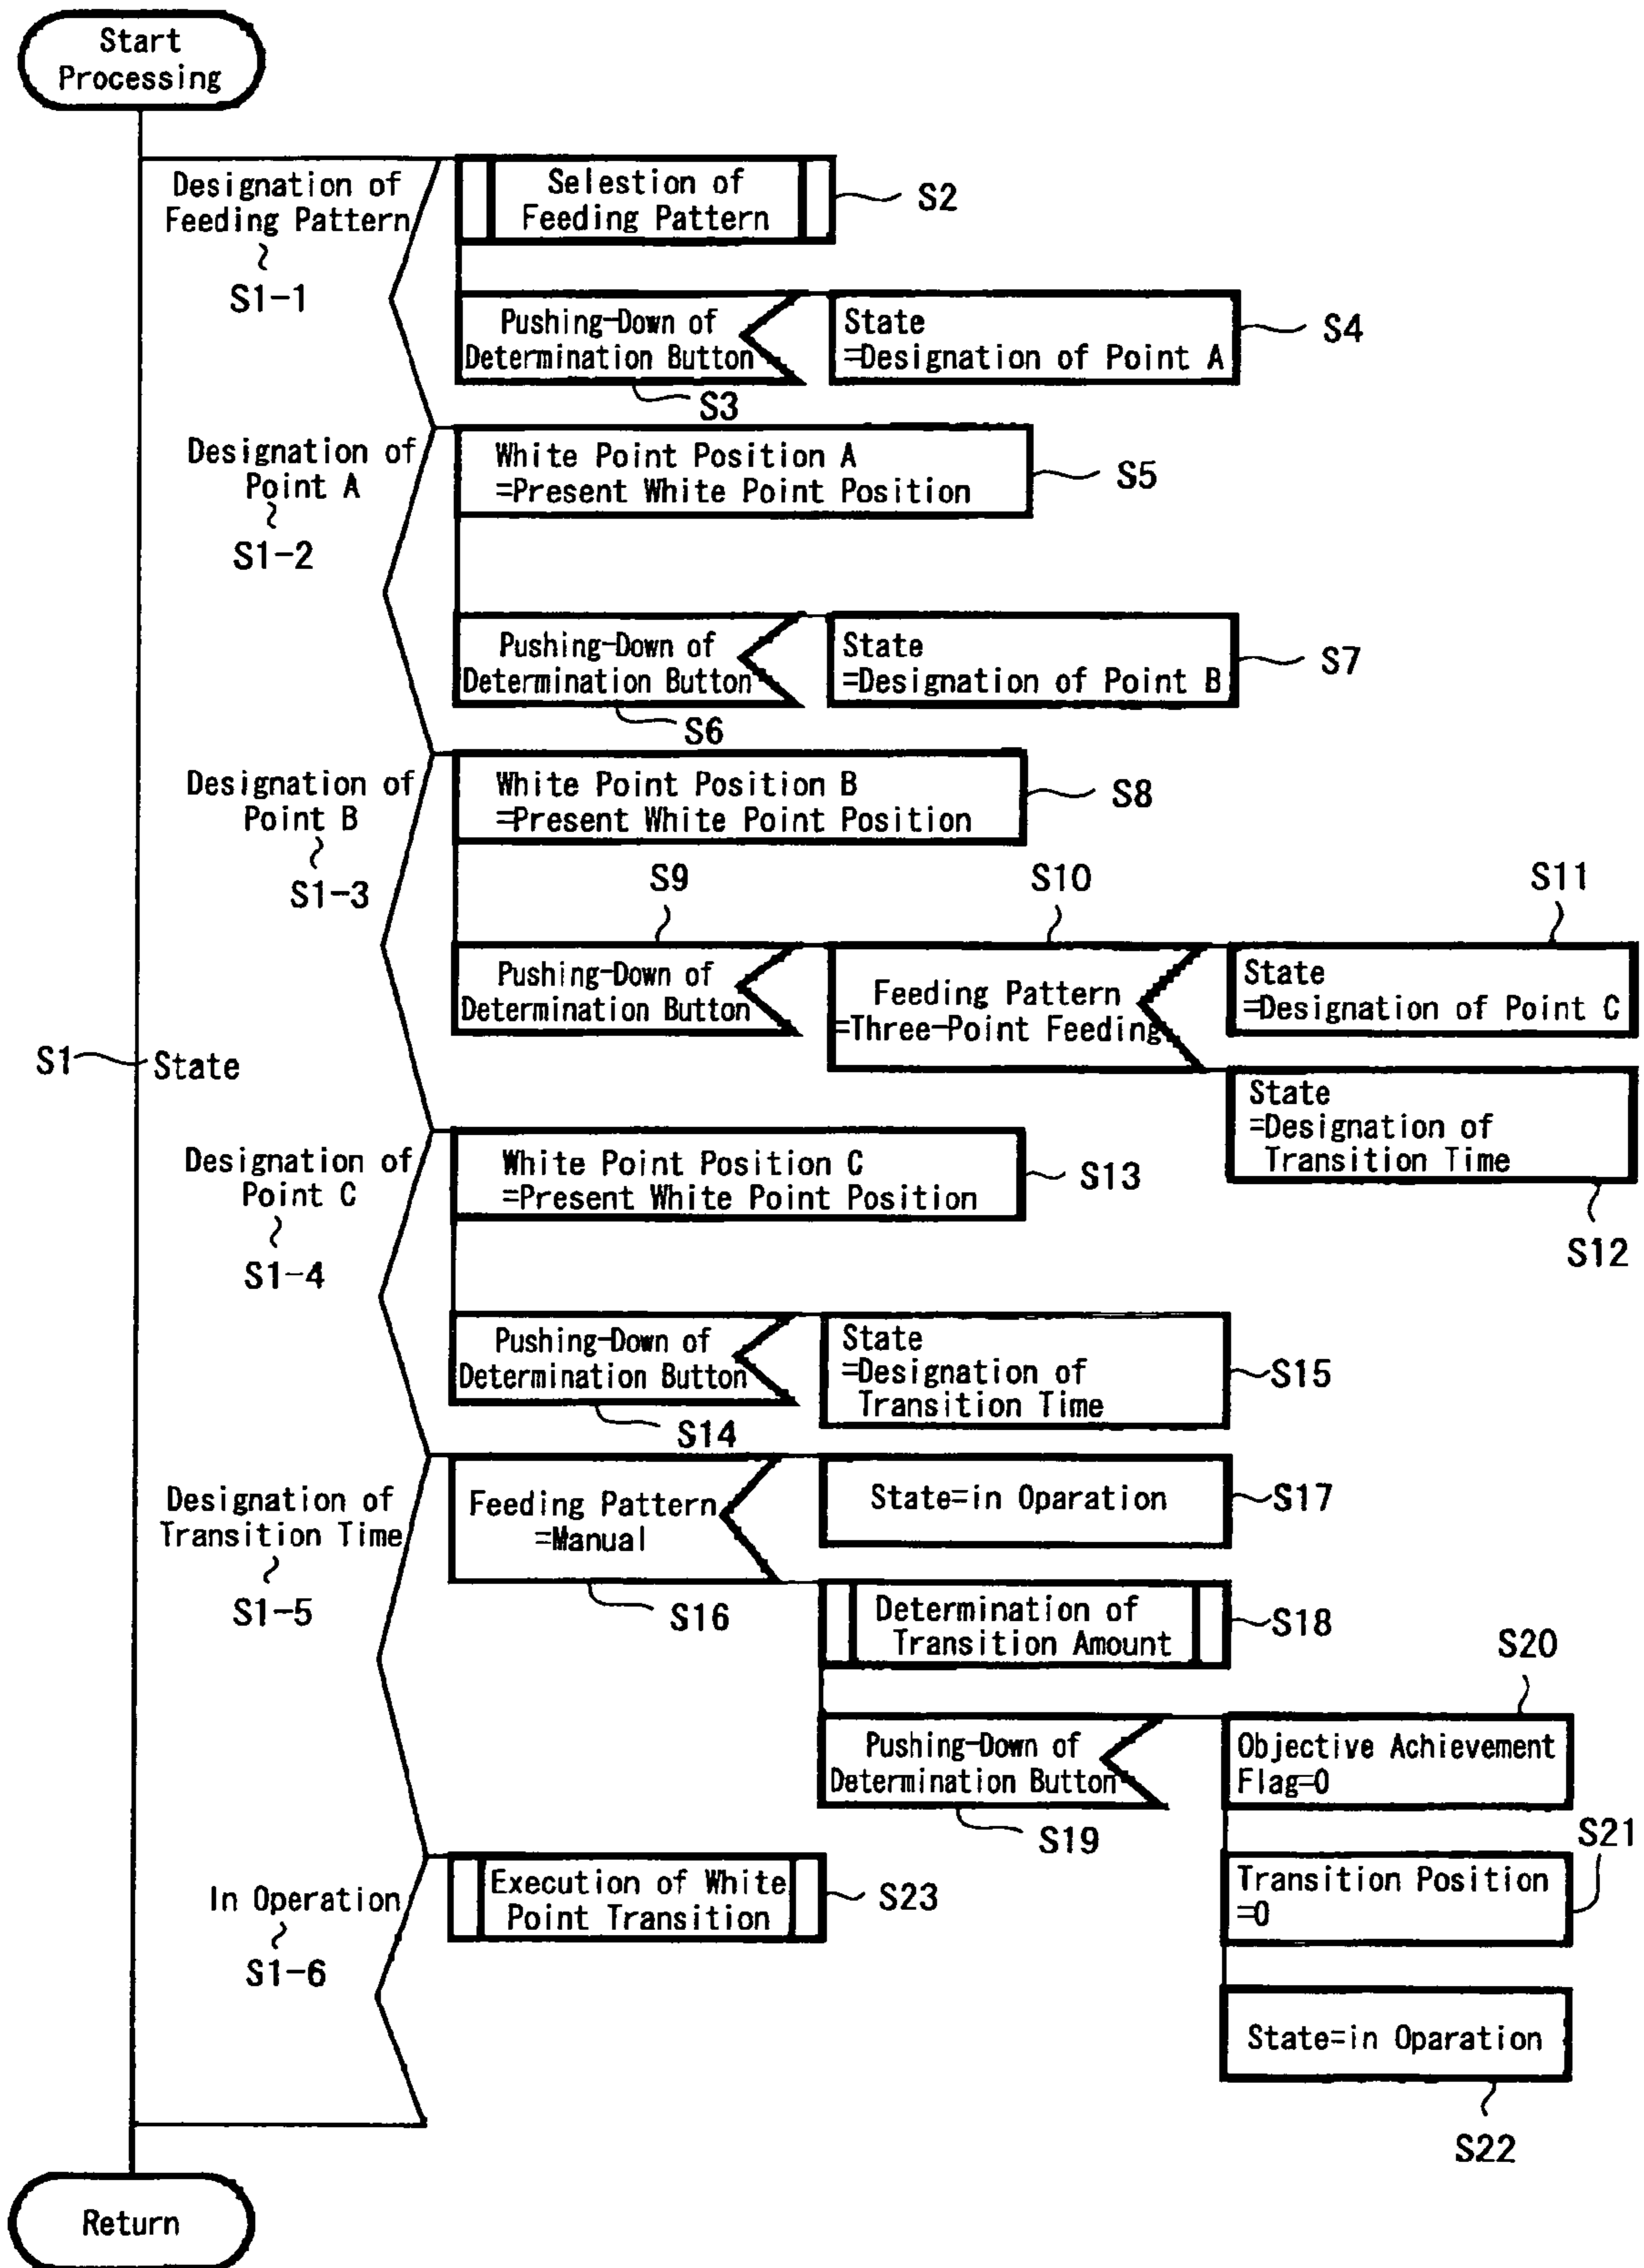 Start
Processing
Designation of
Feeding Pattern
S1-1
Selestion of
Feeding Pattern
S2
Pushing-Down of
Determination Button
S3
State
=Designation of Point A
S4
Designation of
Point A
S1-2
White Point Position A
=Present White Point Position
S5
Pushing-Down of
Determination Button
S6
State
=Designation of Point B
S7
Designation of
Point B
S1-3
White Point Position B
=Present White Point Position
S8
S9
Pushing-Down of
Determination Button
S10
Feeding Pattern
=Three-Point Feeding
S11
State
=Designation of Point C
State
=Designation of
Transition Time
S12
S1
State
Designation of
Point C
S1-4
White Point Position C
=Present White Point Position
S13
Pushing-Down of
Determination Button
S14
State
=Designation of
Transition Time
S15
Designation of
Transition Time
S1-5
Feeding Pattern
=Manual
S16
State=in Oparation
S17
Determination of
Transition Amount
S18
Pushing-Down of
Determination Button
S19
S20
Objective Achievement
Flag=0
S21
Transition Position
=0
State=in Oparation
S22
In Operation
S1-6
Execution of White
Point Transition
S23
Return